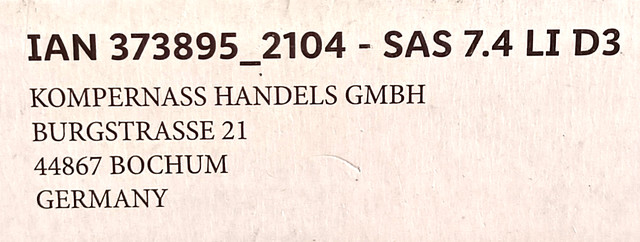 IAN 373895_2104 - SAS 7.4 LI D3
KOMPERNASS HANDELS GMBH
BURGSTRASSE 21
44867 BOCHUM
GERMANY